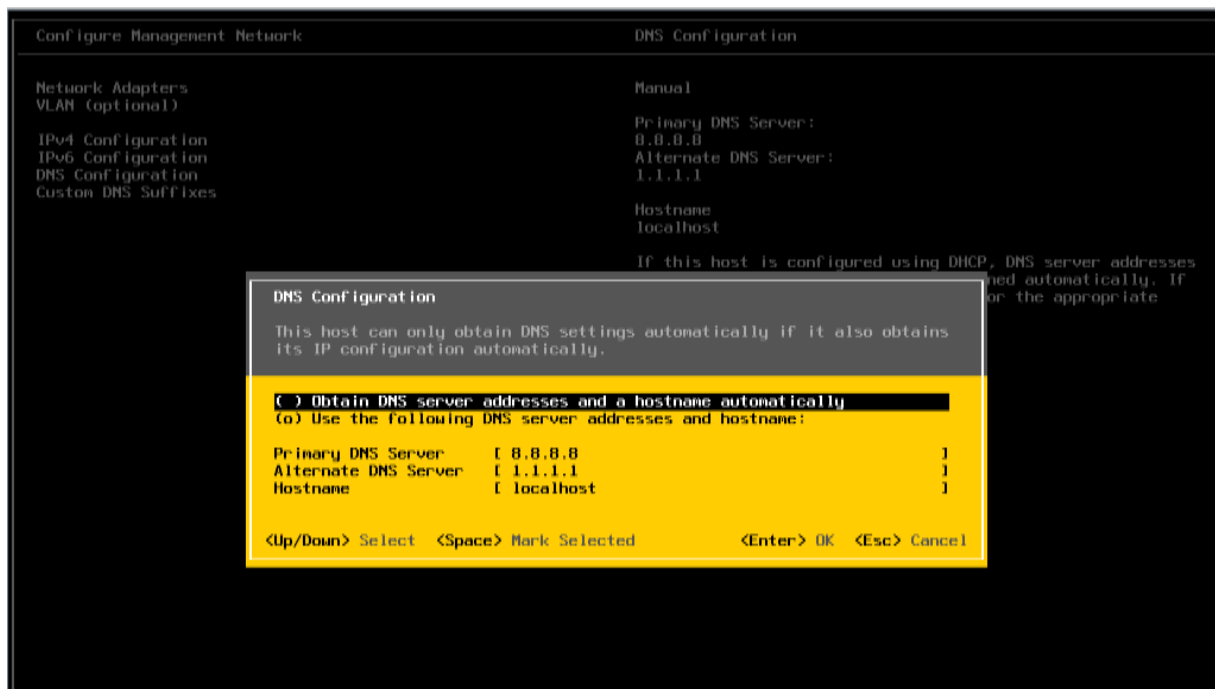 Configure Management Network
DNS Configuration
Network Adapters
VLAN (optional)
IPv4 Configuration
IPv6 Configuration
DNS Configuration
Custom DNS Suffixes
Manual
Primary DNS Server:
8.8.8.8
Alternate DNS Server:
1.1.1.1
Hostname
localhost
If this host is configured using DHCP, DNS server addresses
ned automatically. If
or the appropriate
DNS Configuration
This host can only obtain DNS settings automatically if it also obtains
its IP configuration automatically.
( ) Obtain DNS server addresses and a hostname automatically
(o) Use the following DNS server addresses and hostname:
Primary DNS Server [ 8.8.8.8 ]
Alternate DNS Server [ 1.1.1.1 ]
Hostname [ localhost ]
<Up/Down> Select <Space> Mark Selected <Enter> OK <Esc> Cancel